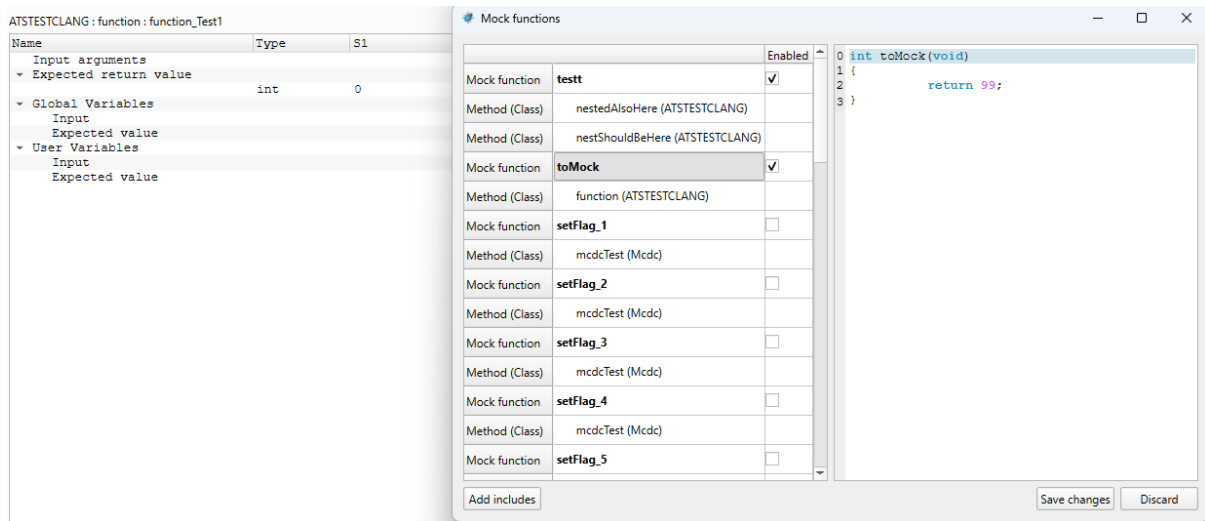 ATSTESTCLANG : function : function_Test1
Name Type S1
Input arguments
Expected return value
int 0
Global Variables
Input
Expected value
User Variables
Input
Expected value
Mock functions
Enabled
Mock function testt
Method (Class) nestedAlsoHere (ATSTESTCLANG)
Method (Class) nestShouldBeHere (ATSTESTCLANG)
Mock function toMock
Method (Class) function (ATSTESTCLANG)
Mock function setFlag_1
Method (Class) mcdcTest (Mcdc)
Mock function setFlag_2
Method (Class) mcdcTest (Mcdc)
Mock function setFlag_3
Method (Class) mcdcTest (Mcdc)
Mock function setFlag_4
Method (Class) mcdcTest (Mcdc)
Mock function setFlag_5
0 int toMock(void)
1 {
2 return 99;
3 }
Add includes
Save changes Discard